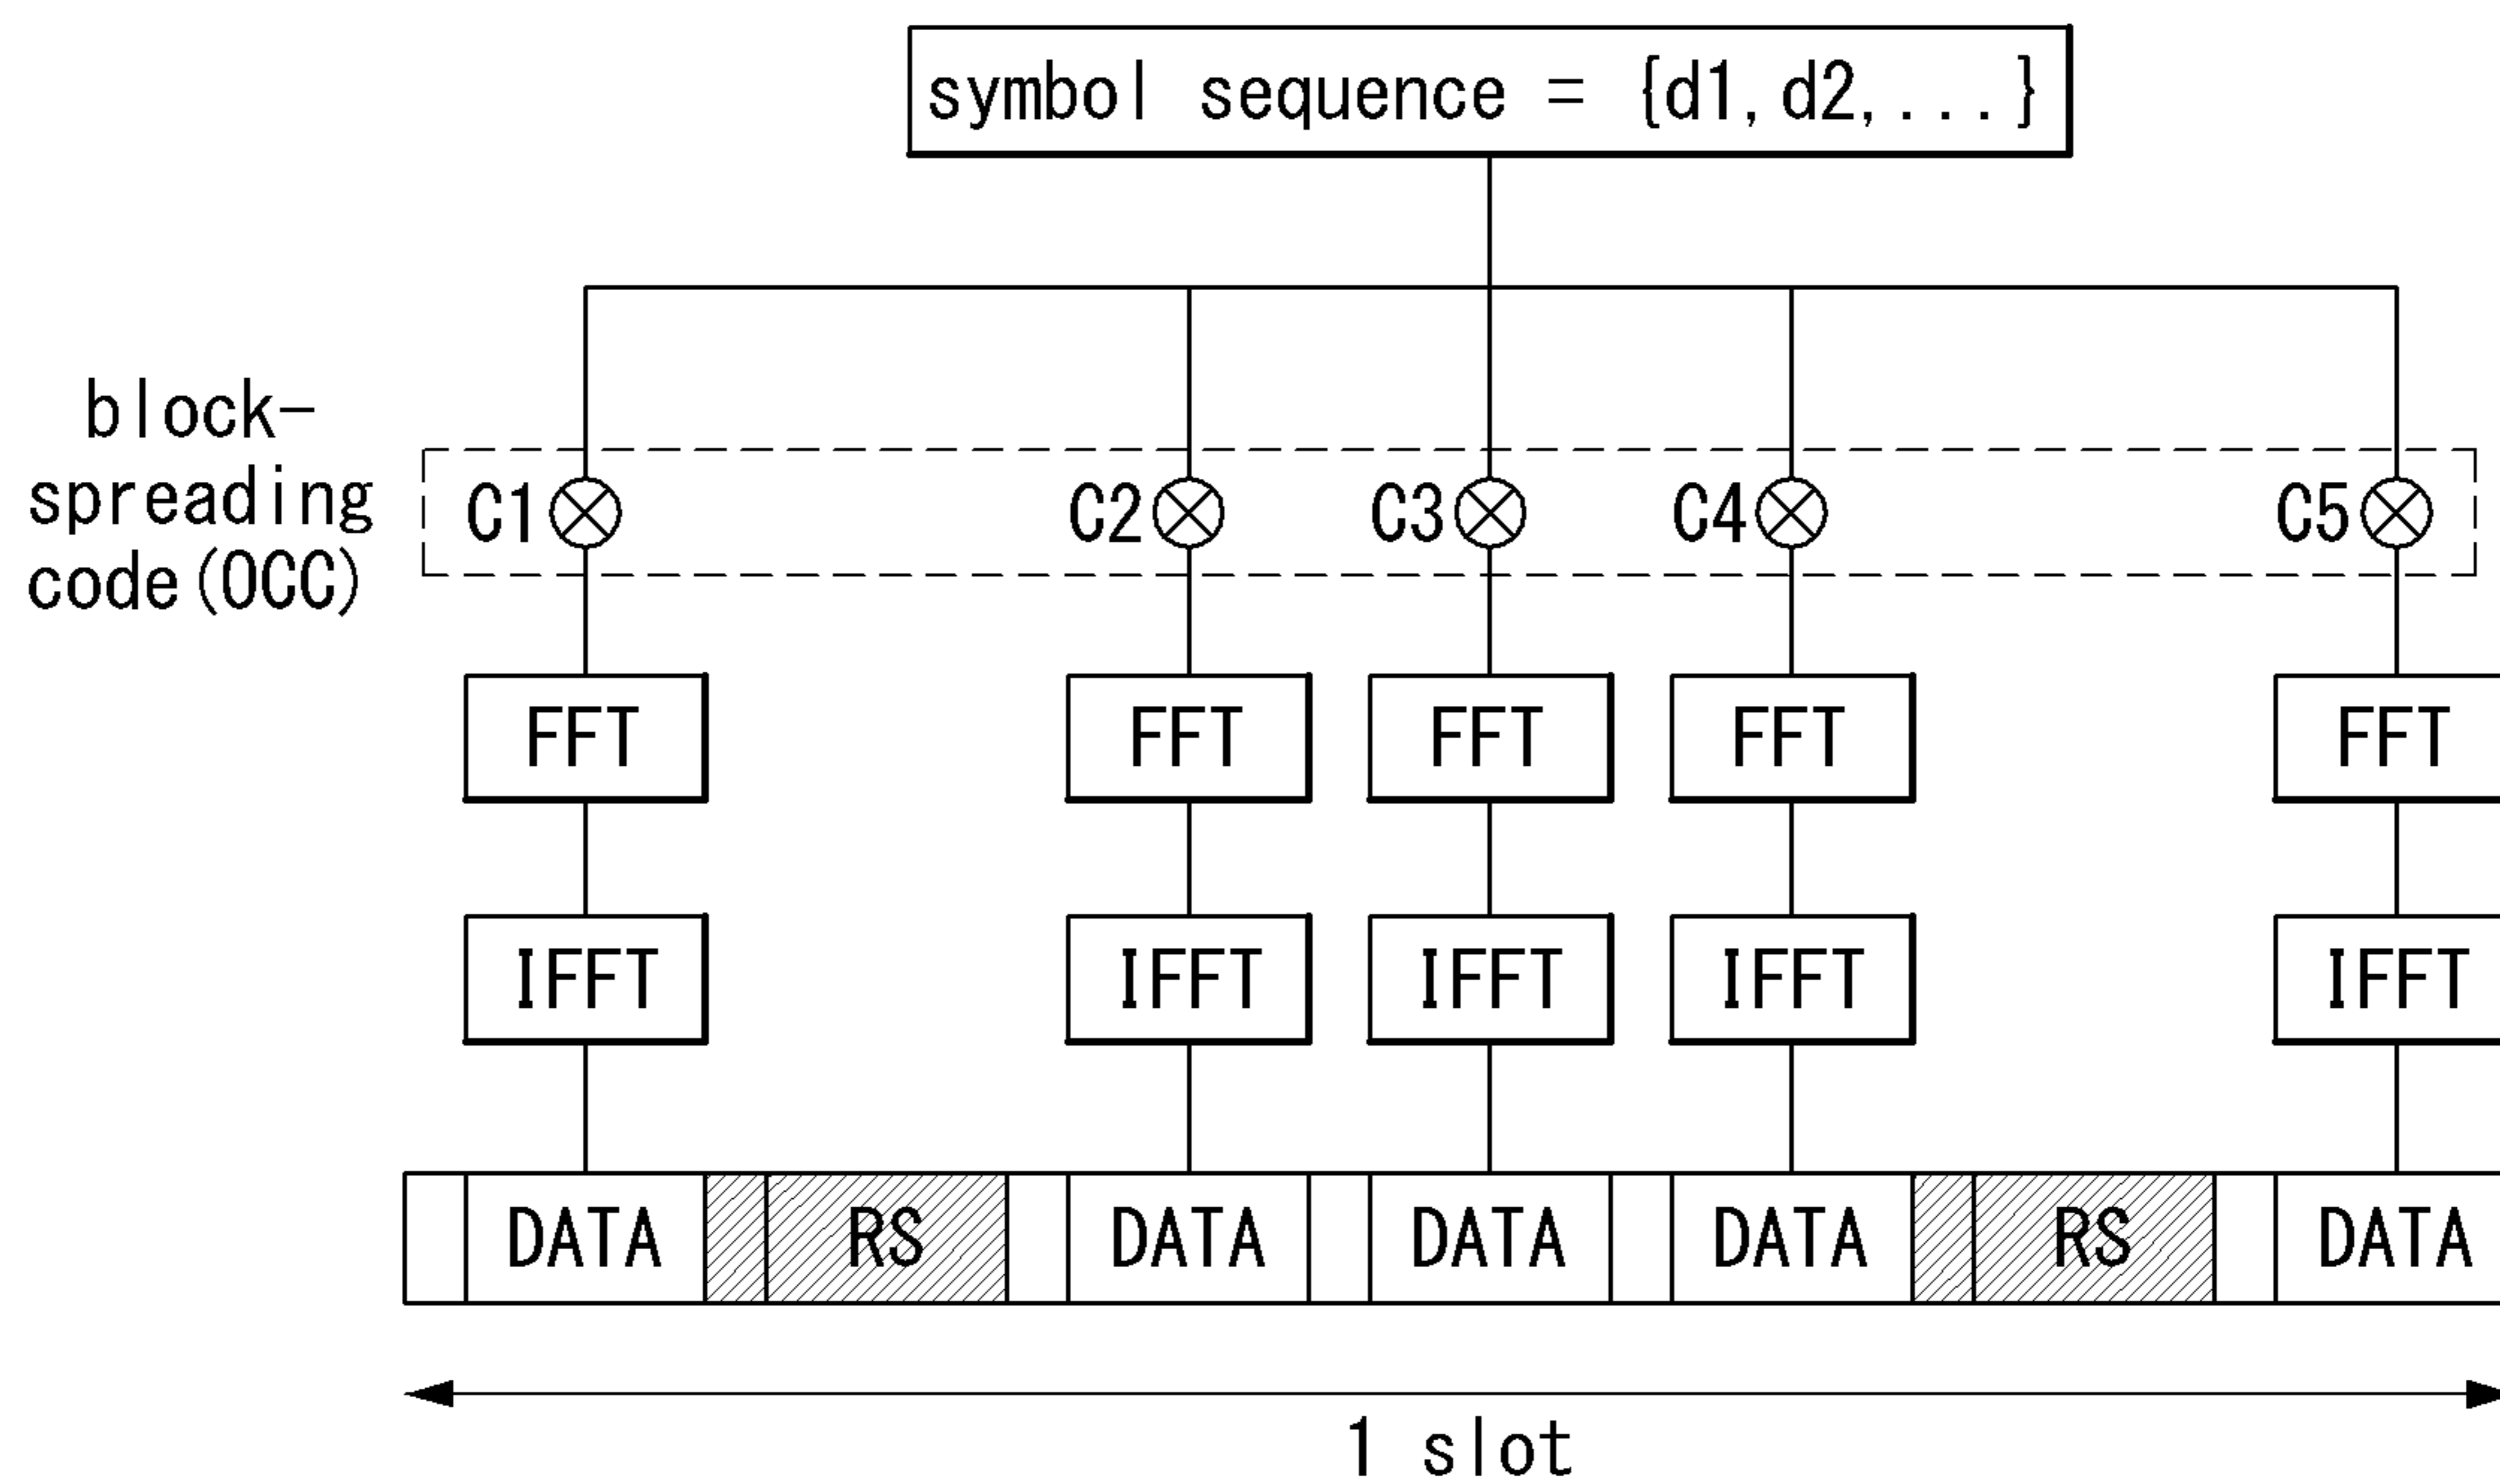 symbol sequence = {d1,d2,...}
block-
spreading
code(OCC)
C1 C2 C3 C4 C5
FFT FFT FFT FFT FFT
IFFT IFFT IFFT IFFT IFFT
DATA RS DATA DATA DATA RS DATA
1 slot